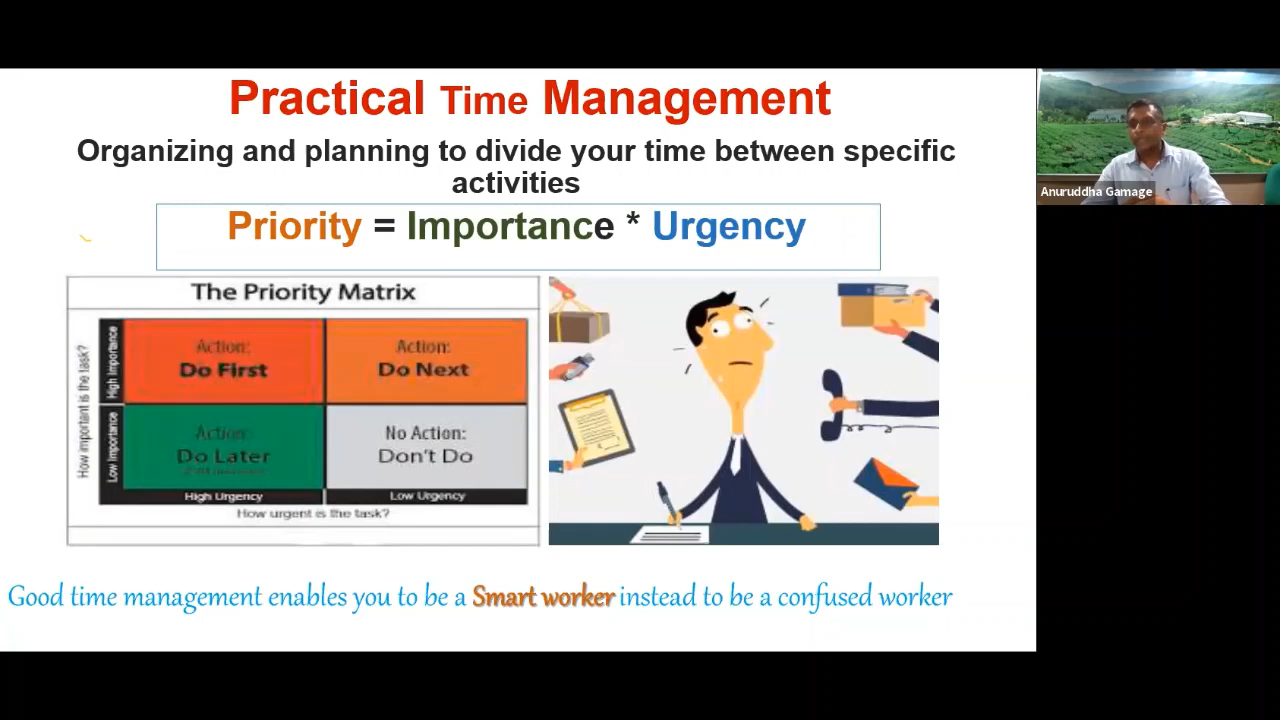 Practical Time Management
Organizing and planning to divide your time between specific
activities
Priority = Importance * Urgency
The Priority Matrix
How important is the task?
High Importance
Low Importance
Action:
Do First
Action:
Do Next
Action:
Do Later
No Action:
Don't Do
High Urgency
Low Urgency
How urgent is the task?
Good time management enables you to be a Smart worker instead to be a confused worker
Anuruddha Gamage